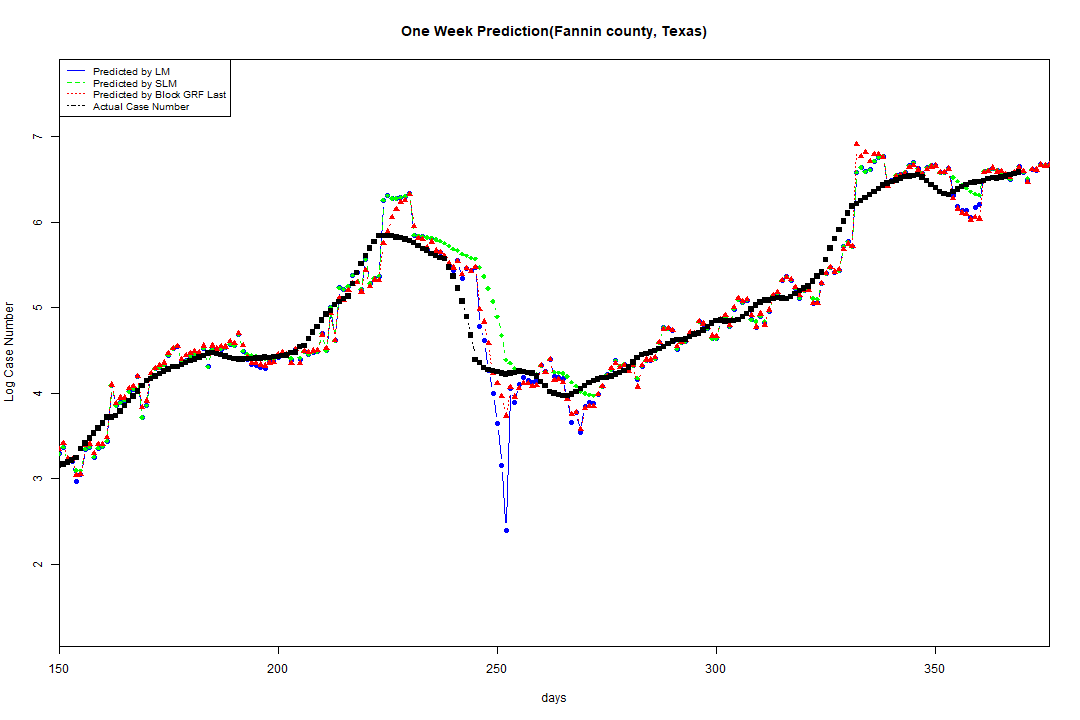 One Week Prediction(Fannin county, Texas)
Predicted by LM
Predicted by SLM
Predicted by Block GRF Last
Actual Case Number
7
6
5
4
3
2
Log Case Number
150 200 250 300 350
days